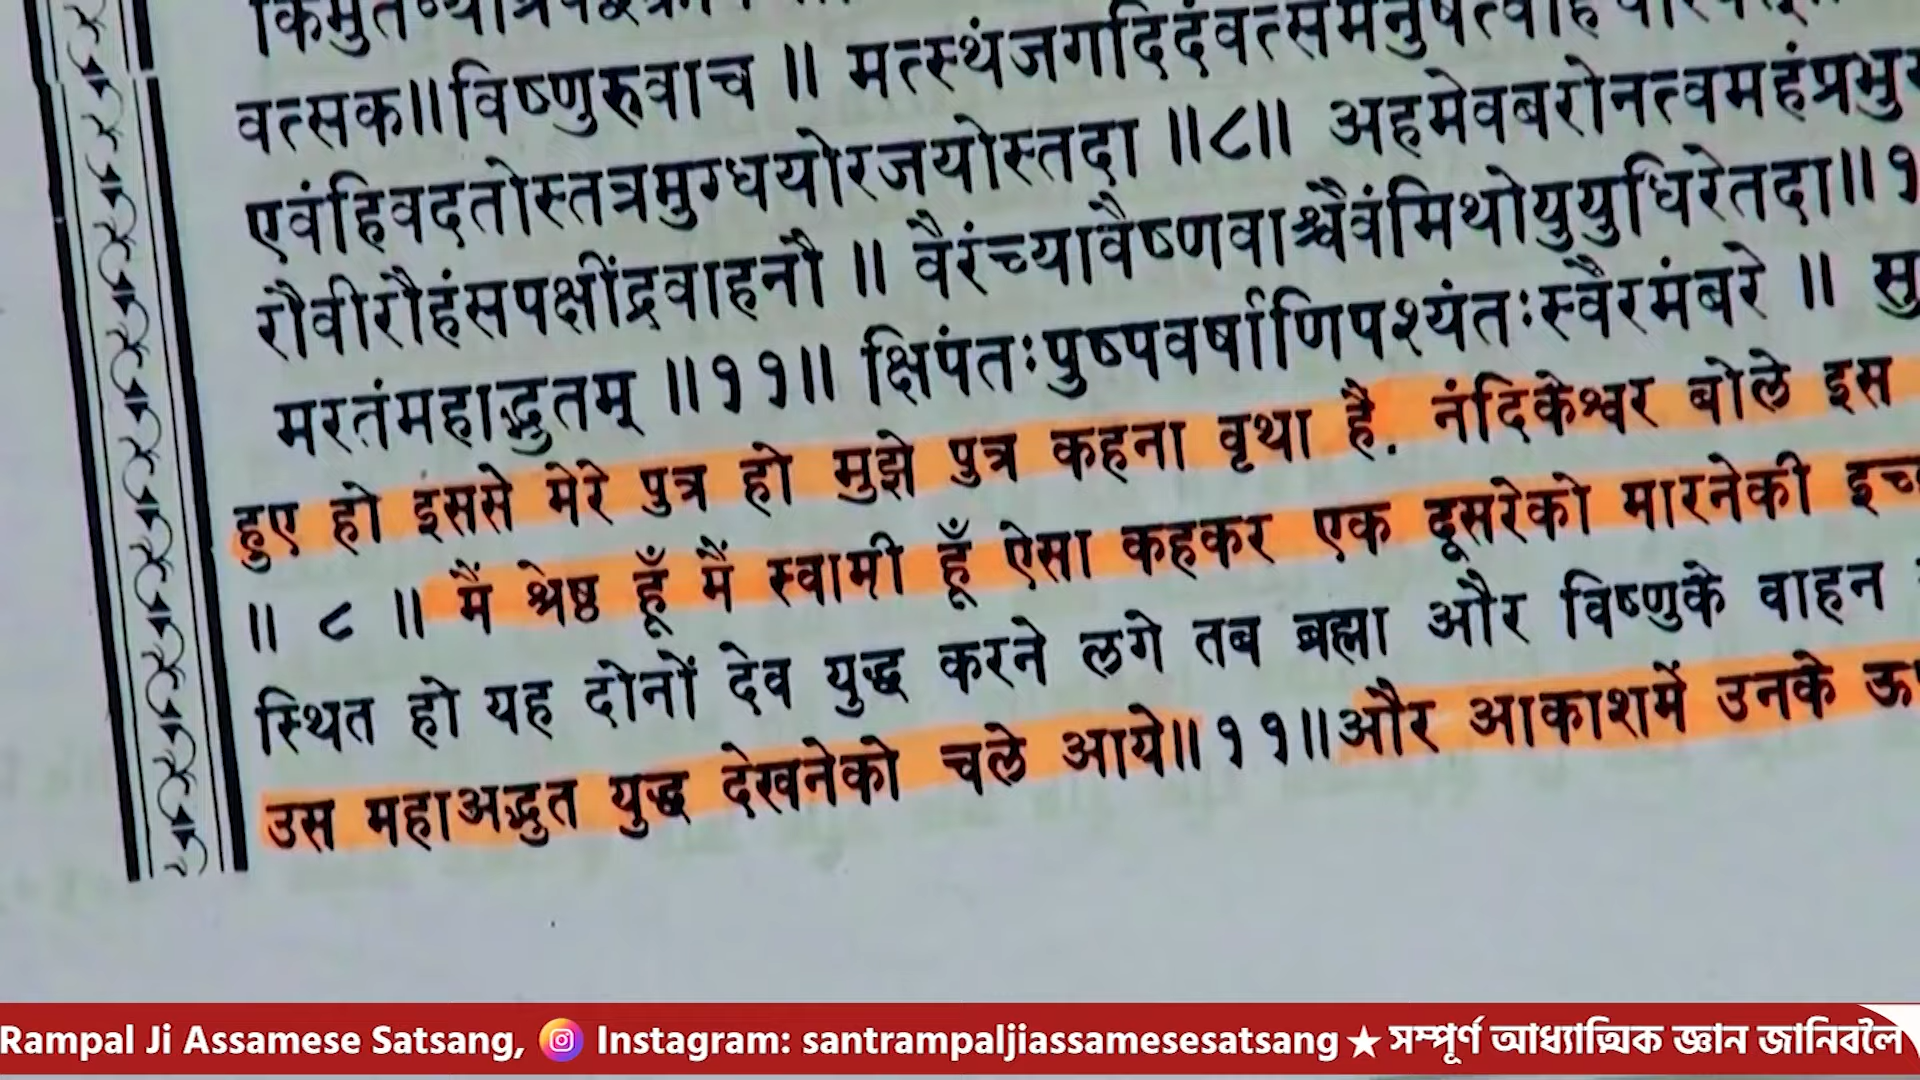 वत्सक॥विष्णुरुवाच ॥ मत्स्थंजगदिदंवत्समनुषेत्वंहि
एवंहिवदतोस्तत्रमुग्धयोरजयोस्तदा ॥८॥ अहमेवबरोनत्वमहंप्रभु
रौवीरौहंसपक्षींद्रवाहनौ ॥ वैरंच्यावैष्णवाश्चैवंमिथोयुयुधिरेतदा॥१
मरतंमहाद्भुतम् ॥११॥ क्षिपंतःपुष्पवर्षाणिपश्यंतःस्वैरमंबरे ॥ सु
हुए हो इससे मेरे पुत्र हो मुझे पुत्र कहना वृथा है. नंदिकेश्वर बोले इस
॥ ८ ॥ मैं श्रेष्ठ हूँ मैं स्वामी हूँ ऐसा कहकर एक दूसरेको मारनेकी इच्
स्थित हो यह दोनों देव युद्ध करने लगे तब ब्रह्मा और विष्णुके वाहन
उस महाअद्भुत युद्ध देखनेको चले आये॥११॥और आकाशमें उनके ऊ
Rampal Ji Assamese Satsang, Instagram: santrampaljiassamesesatsang ★ সম্পূৰ্ণ আধ্যাত্মিক জ্ঞান জানিবলৈ